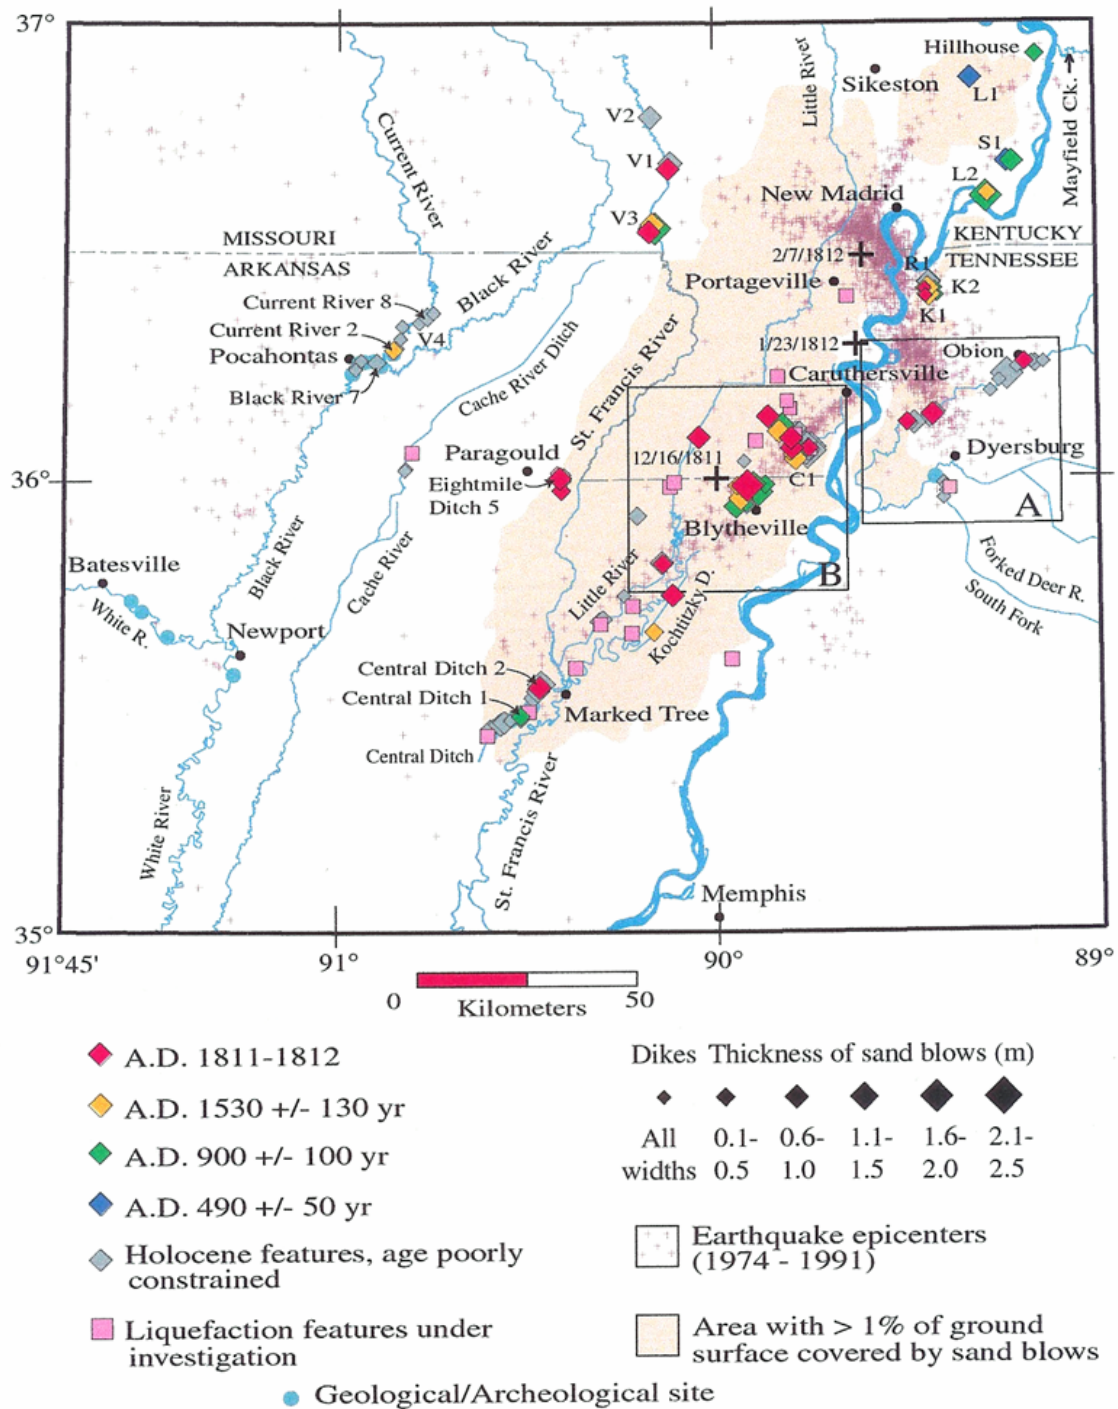 37°
Hillhouse
Sikeston
L1
Mayfield Ck.
Little River
V2
Current River
S1
V1
L2
New Madrid
V3
MISSOURI
ARKANSAS
KENTUCKY
TENNESSEE
2/7/1812
R1
Black River
Portageville
K2
K1
Current River 8
Current River 2
V4
Pocahontas
1/23/1812
Obion
Caruthersville
Black River 7
Cache River Ditch
St. Francis River
Dyersburg
Paragould
12/16/1811
36°
Eightmile
Ditch 5
C1
A
Blytheville
Black River
Batesville
Cache River
Little River
B
Forked Deer R.
South Fork
White R.
Newport
Kochtitzky D.
Central Ditch 2
Central Ditch 1
Marked Tree
Central Ditch
White River
St. Francis River
Memphis
35°
91°45'
91°
90°
89°
0
Kilometers
50
A.D. 1811-1812
A.D. 1530 +/- 130 yr
A.D. 900 +/- 100 yr
A.D. 490 +/- 50 yr
Holocene features, age poorly
constrained
Liquefaction features under
investigation
Geological/Archeological site
Dikes Thickness of sand blows (m)
All 0.1- 0.6- 1.1- 1.6- 2.1-
widths 0.5 1.0 1.5 2.0 2.5
Earthquake epicenters
(1974 - 1991)
Area with > 1% of ground
surface covered by sand blows